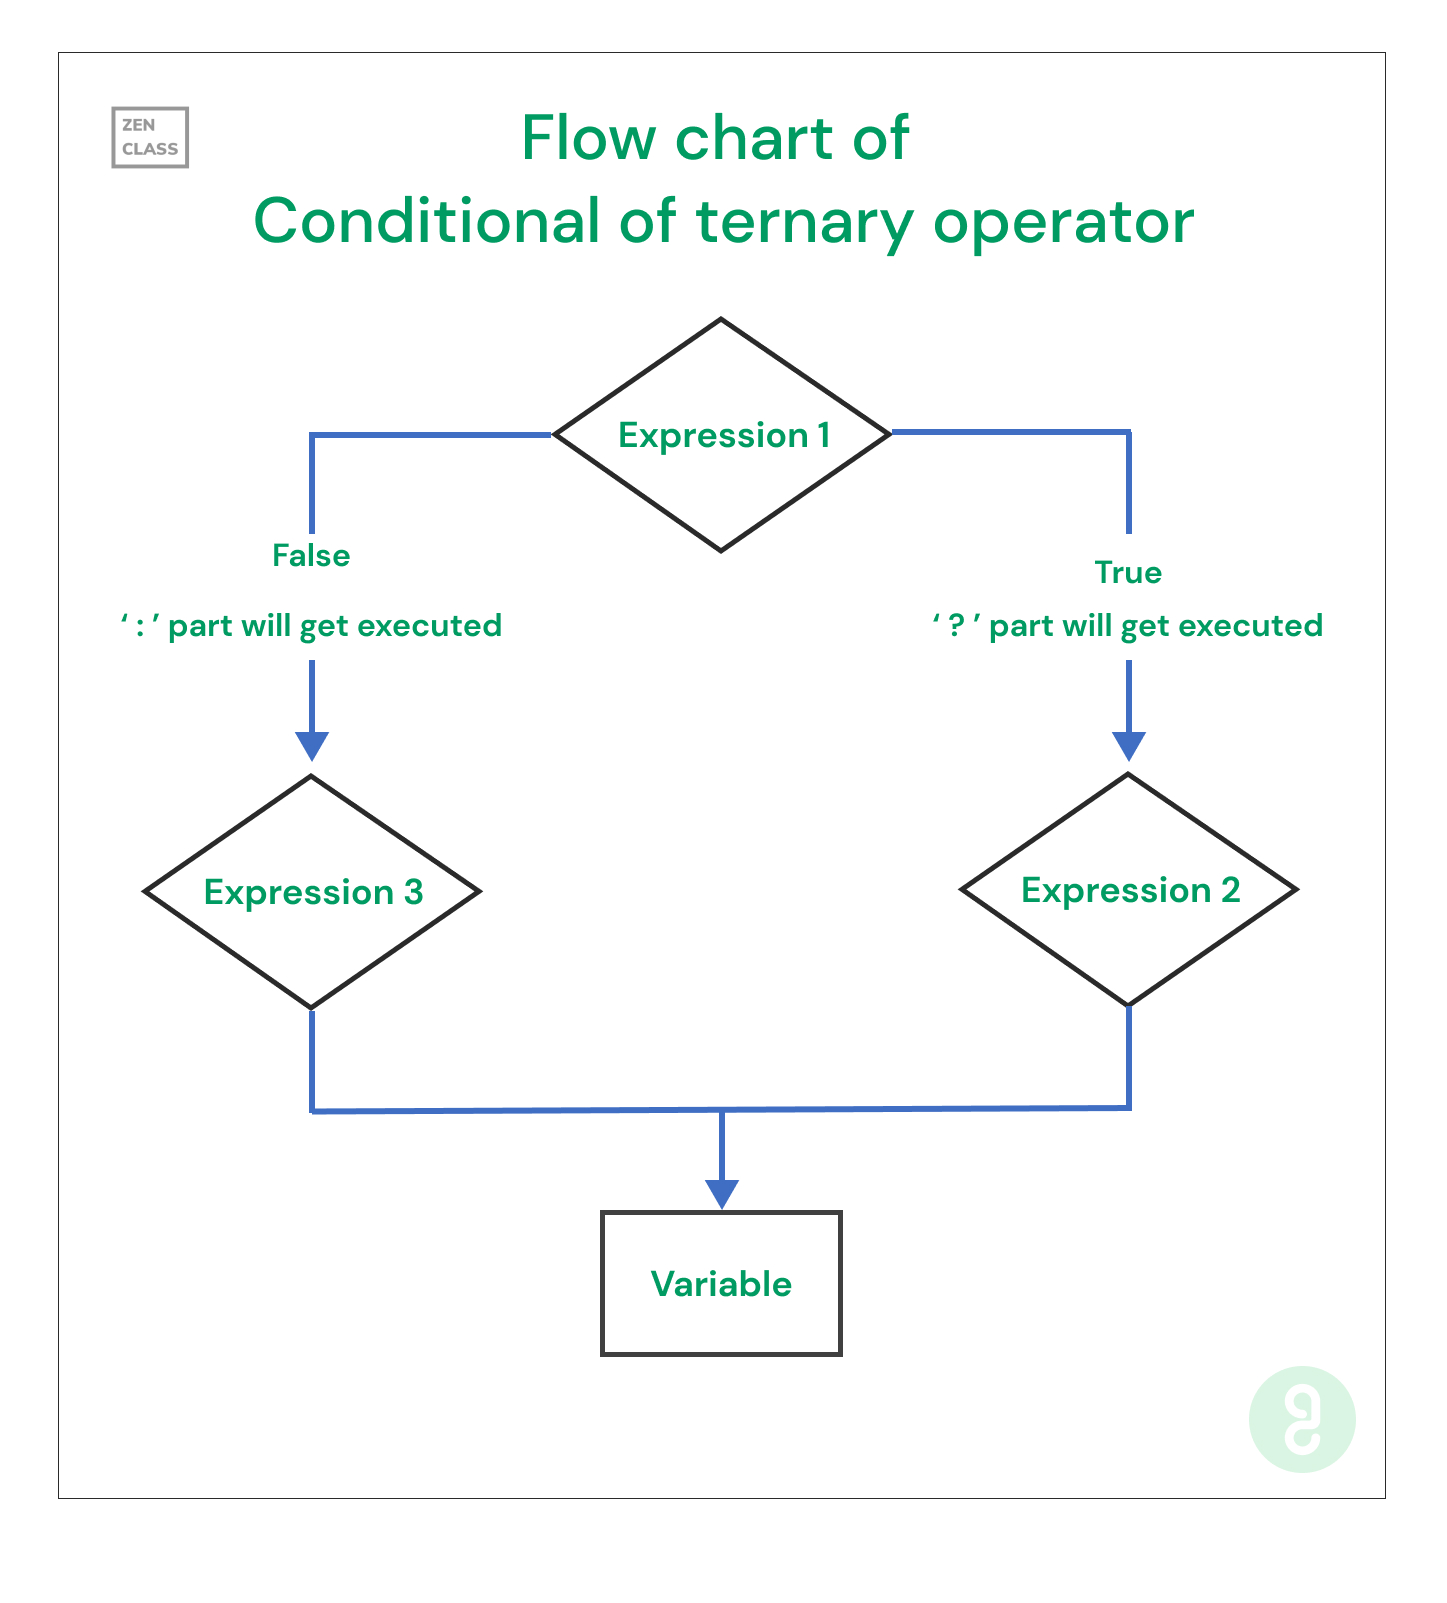 ZEN
CLASS
Flow chart of
Conditional of ternary operator
Expression 1
False
‘ : ’ part will get executed
True
‘ ? ’ part will get executed
Expression 3
Expression 2
Variable